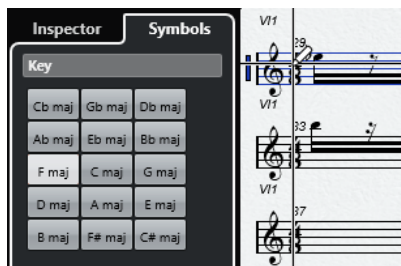 Inspector Symbols
Key
Cb maj Gb maj Db maj
Ab maj Eb maj Bb maj
F maj C maj G maj
D maj A maj E maj
B maj F# maj C# maj
Vl1
29
Vl1
33
Vl1
37